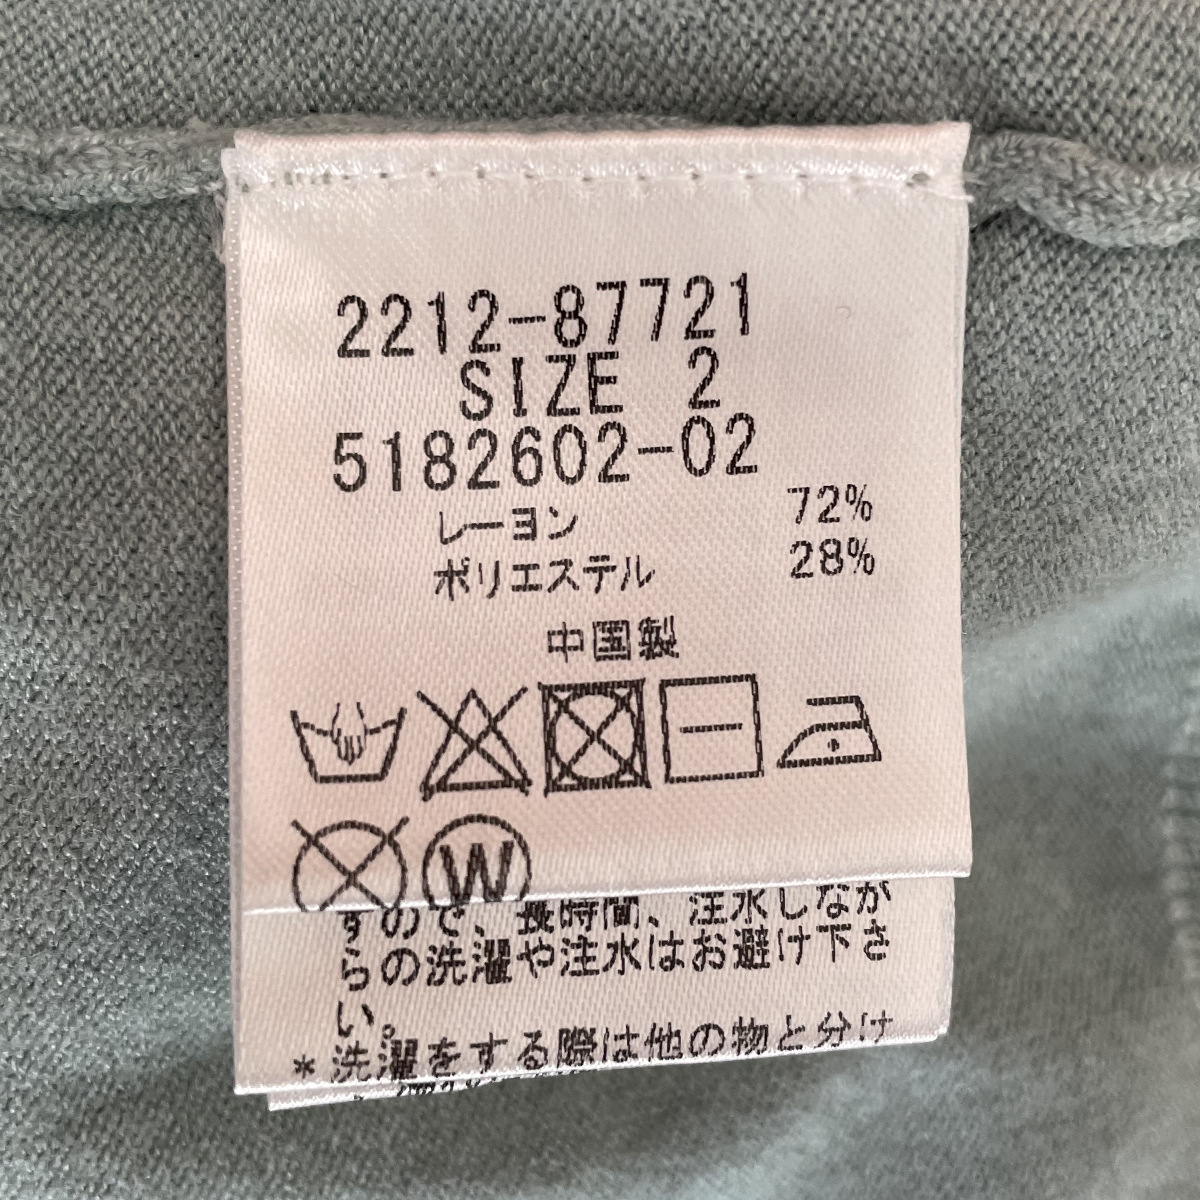 2212-87721
SIZE 2
5182602-02
レーヨン 72%
ポリエステル 28%
中国製
W
すので、長時間、注水しなが
らの洗濯や注水はお避け下さ
い。
*洗濯をする際は他の物と分け